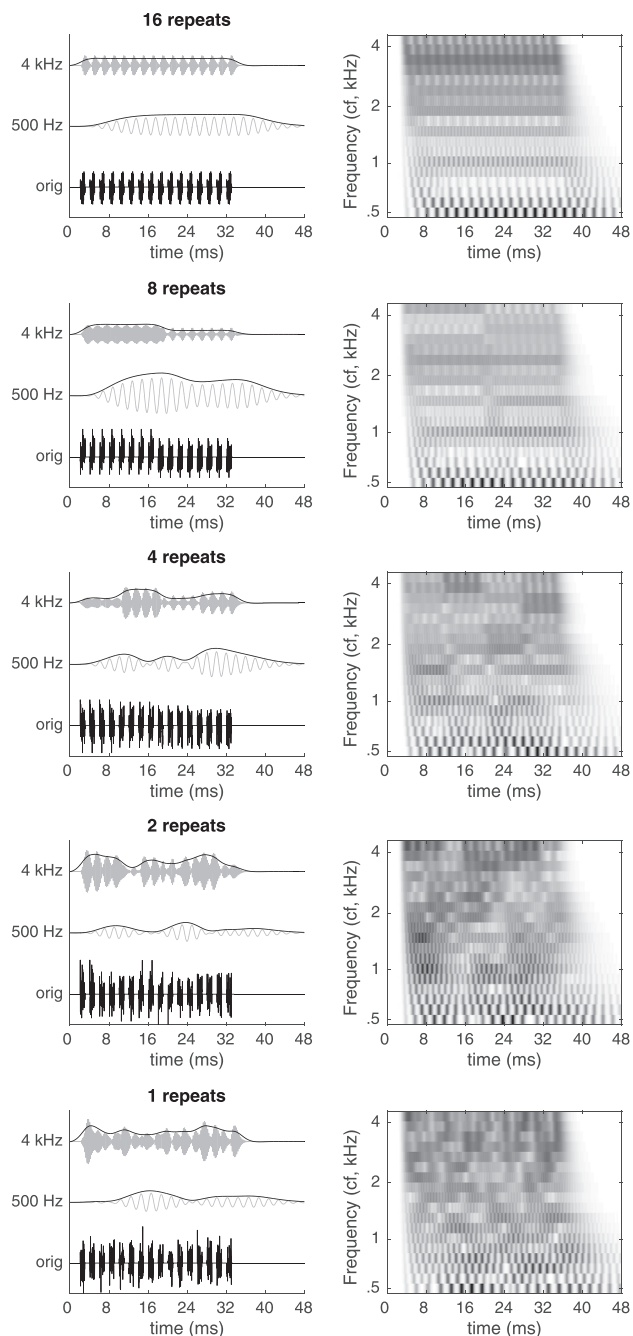 16 repeats
4 kHz
500 Hz
orig
0 8 16 24 32 40 48
time (ms)
Frequency (cf, kHz)
4
2
1
.5
8 16 24 32 40 48
time (ms)
8 repeats
4 kHz
500 Hz
orig
0 8 16 24 32 40 48
time (ms)
Frequency (cf, kHz)
4
2
1
.5
8 16 24 32 40 48
time (ms)
4 repeats
4 kHz
500 Hz
orig
0 8 16 24 32 40 48
time (ms)
Frequency (cf, kHz)
4
2
1
.5
8 16 24 32 40 48
time (ms)
2 repeats
4 kHz
500 Hz
orig
0 8 16 24 32 40 48
time (ms)
Frequency (cf, kHz)
4
2
1
.5
8 16 24 32 40 48
time (ms)
1 repeats
4 kHz
500 Hz
orig
0 8 16 24 32 40 48
time (ms)
Frequency (cf, kHz)
4
2
1
.5
8 16 24 32 40 48
time (ms)